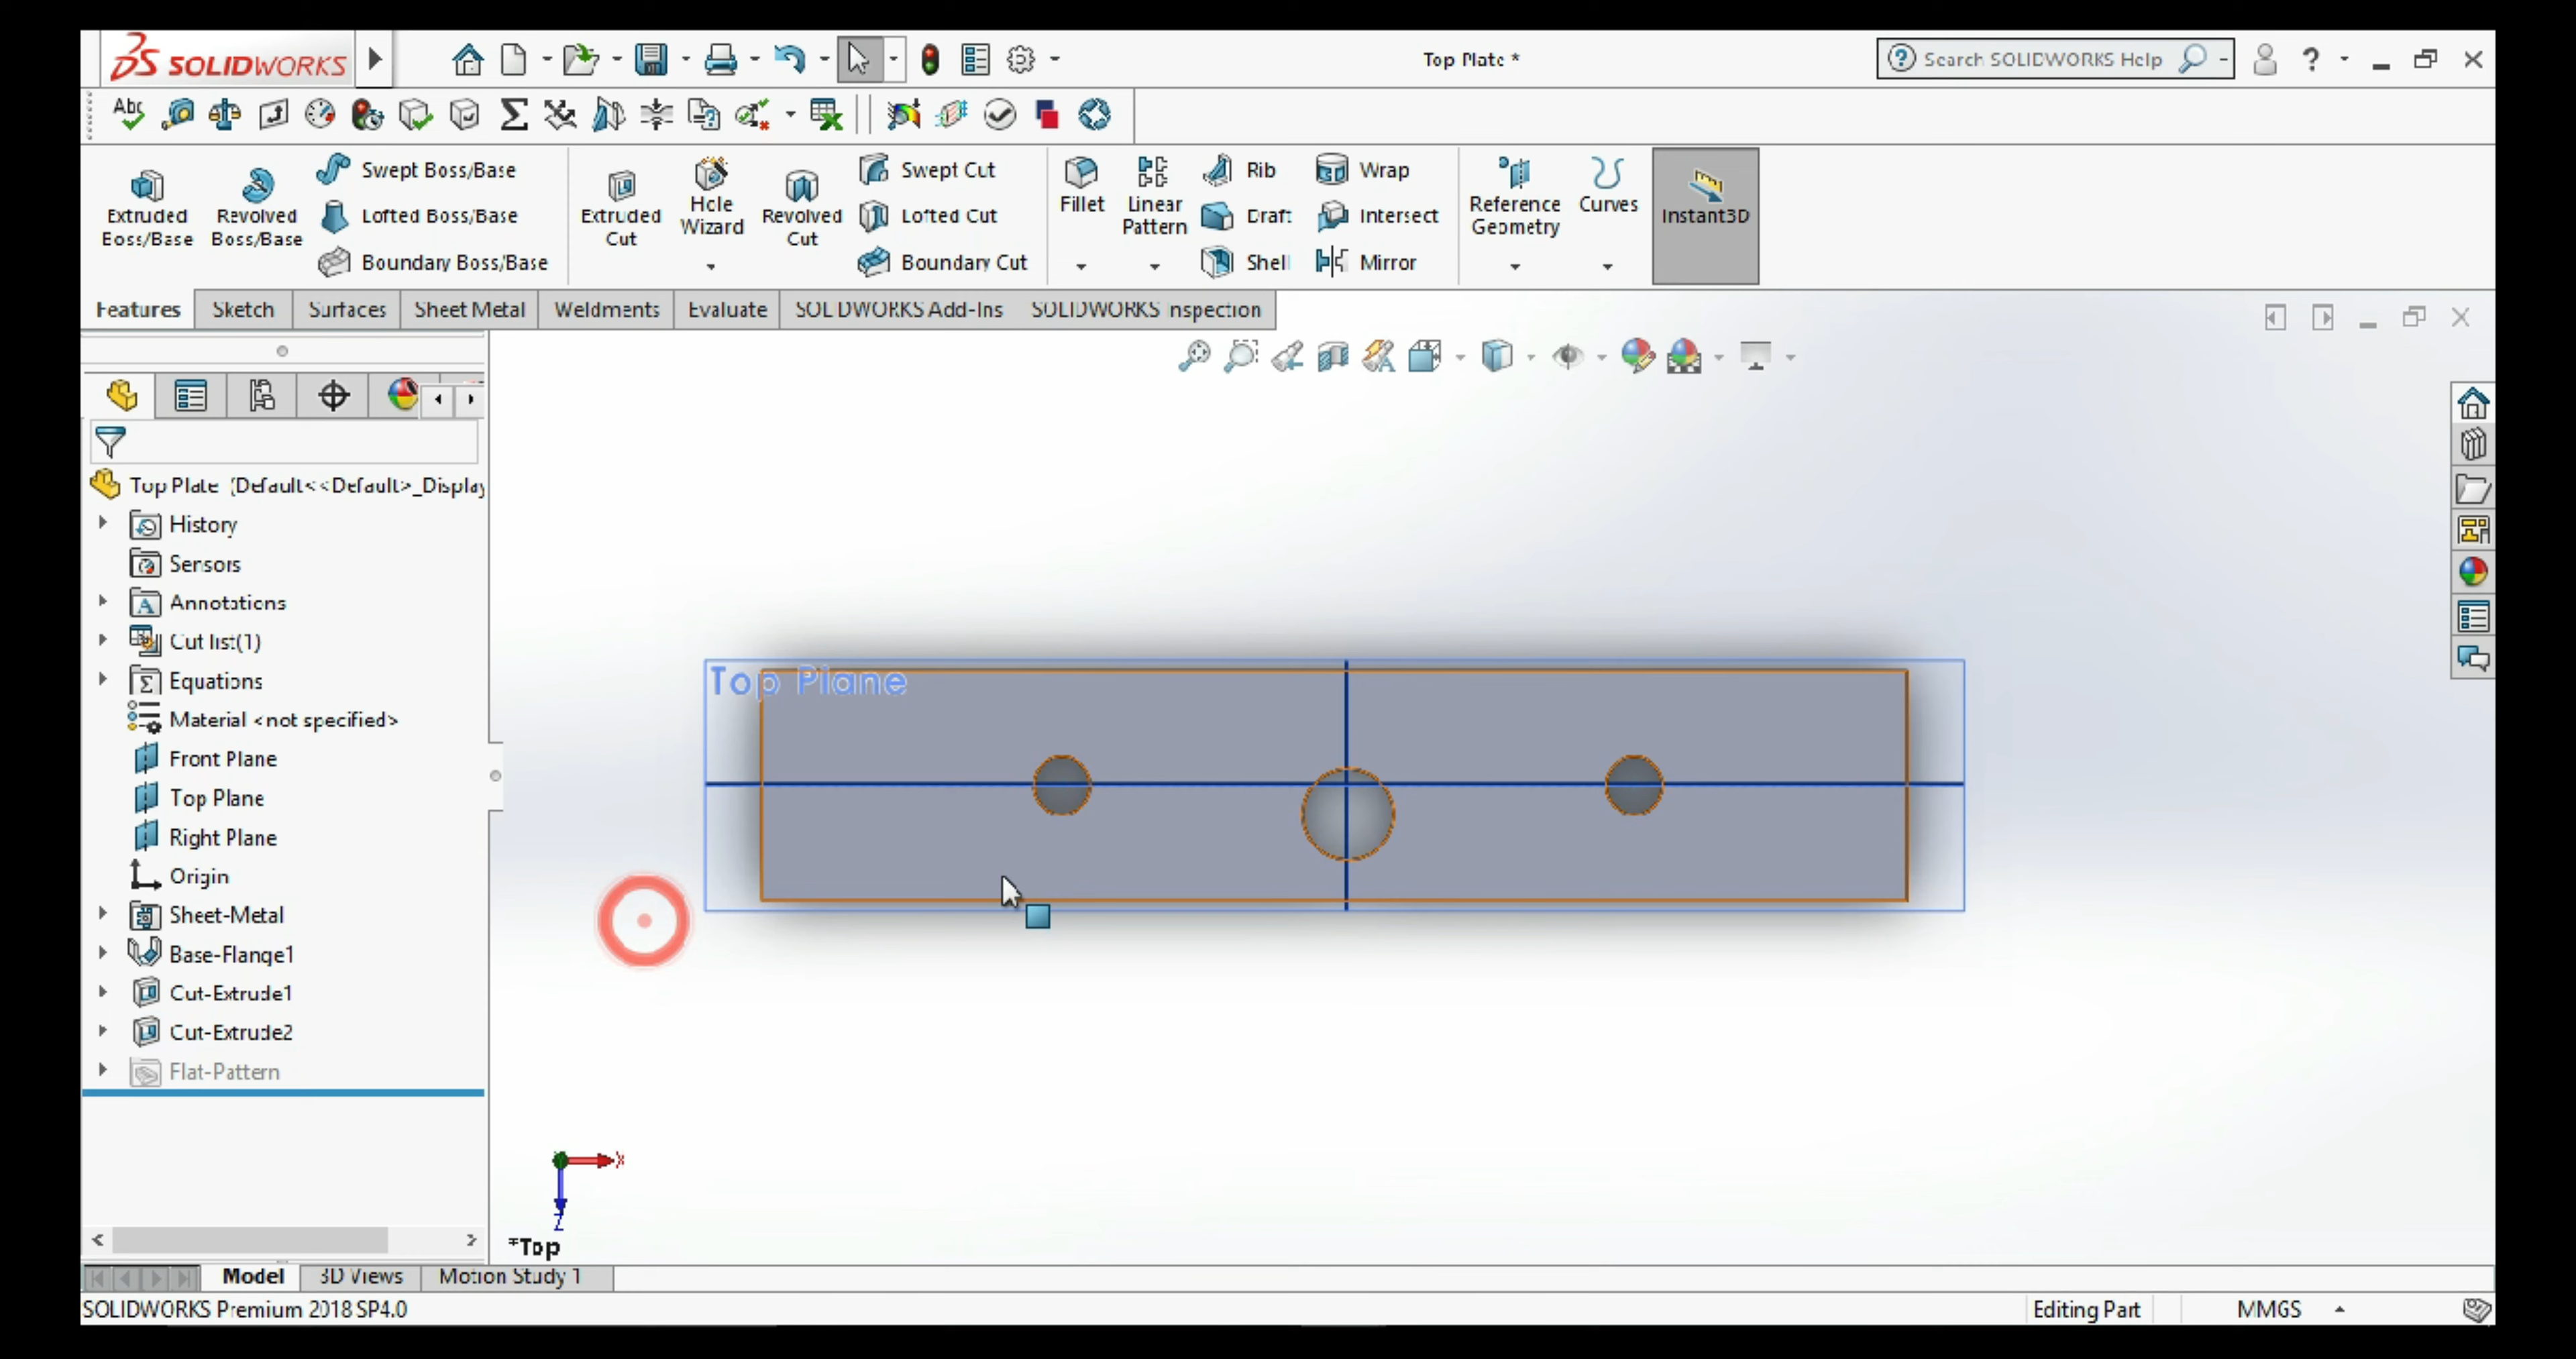 SOLIDWORKS
Top Plate *
Search SOLIDWORKS Help
Abc
Extruded Boss/Base
Revolved Boss/Base
Swept Boss/Base
Lofted Boss/Base
Boundary Boss/Base
Extruded Cut
Hole Wizard
Revolved Cut
Swept Cut
Lofted Cut
Boundary Cut
Fillet
Linear Pattern
Rib
Draft
Shell
Wrap
Intersect
Mirror
Reference Geometry
Curves
Instant3D
Features
Sketch
Surfaces
Sheet Metal
Weldments
Evaluate
SOLIDWORKS Add-Ins
SOLIDWORKS Inspection
Top Plate (Default<<Default>_Display
History
Sensors
Annotations
Cut list(1)
Equations
Material <not specified>
Front Plane
Top Plane
Right Plane
Origin
Sheet-Metal
Base-Flange1
Cut-Extrude1
Cut-Extrude2
Flat-Pattern
Top Plane
X
Z
*Top
Model
3D Views
Motion Study 1
SOLIDWORKS Premium 2018 SP4.0
Editing Part
MMGS